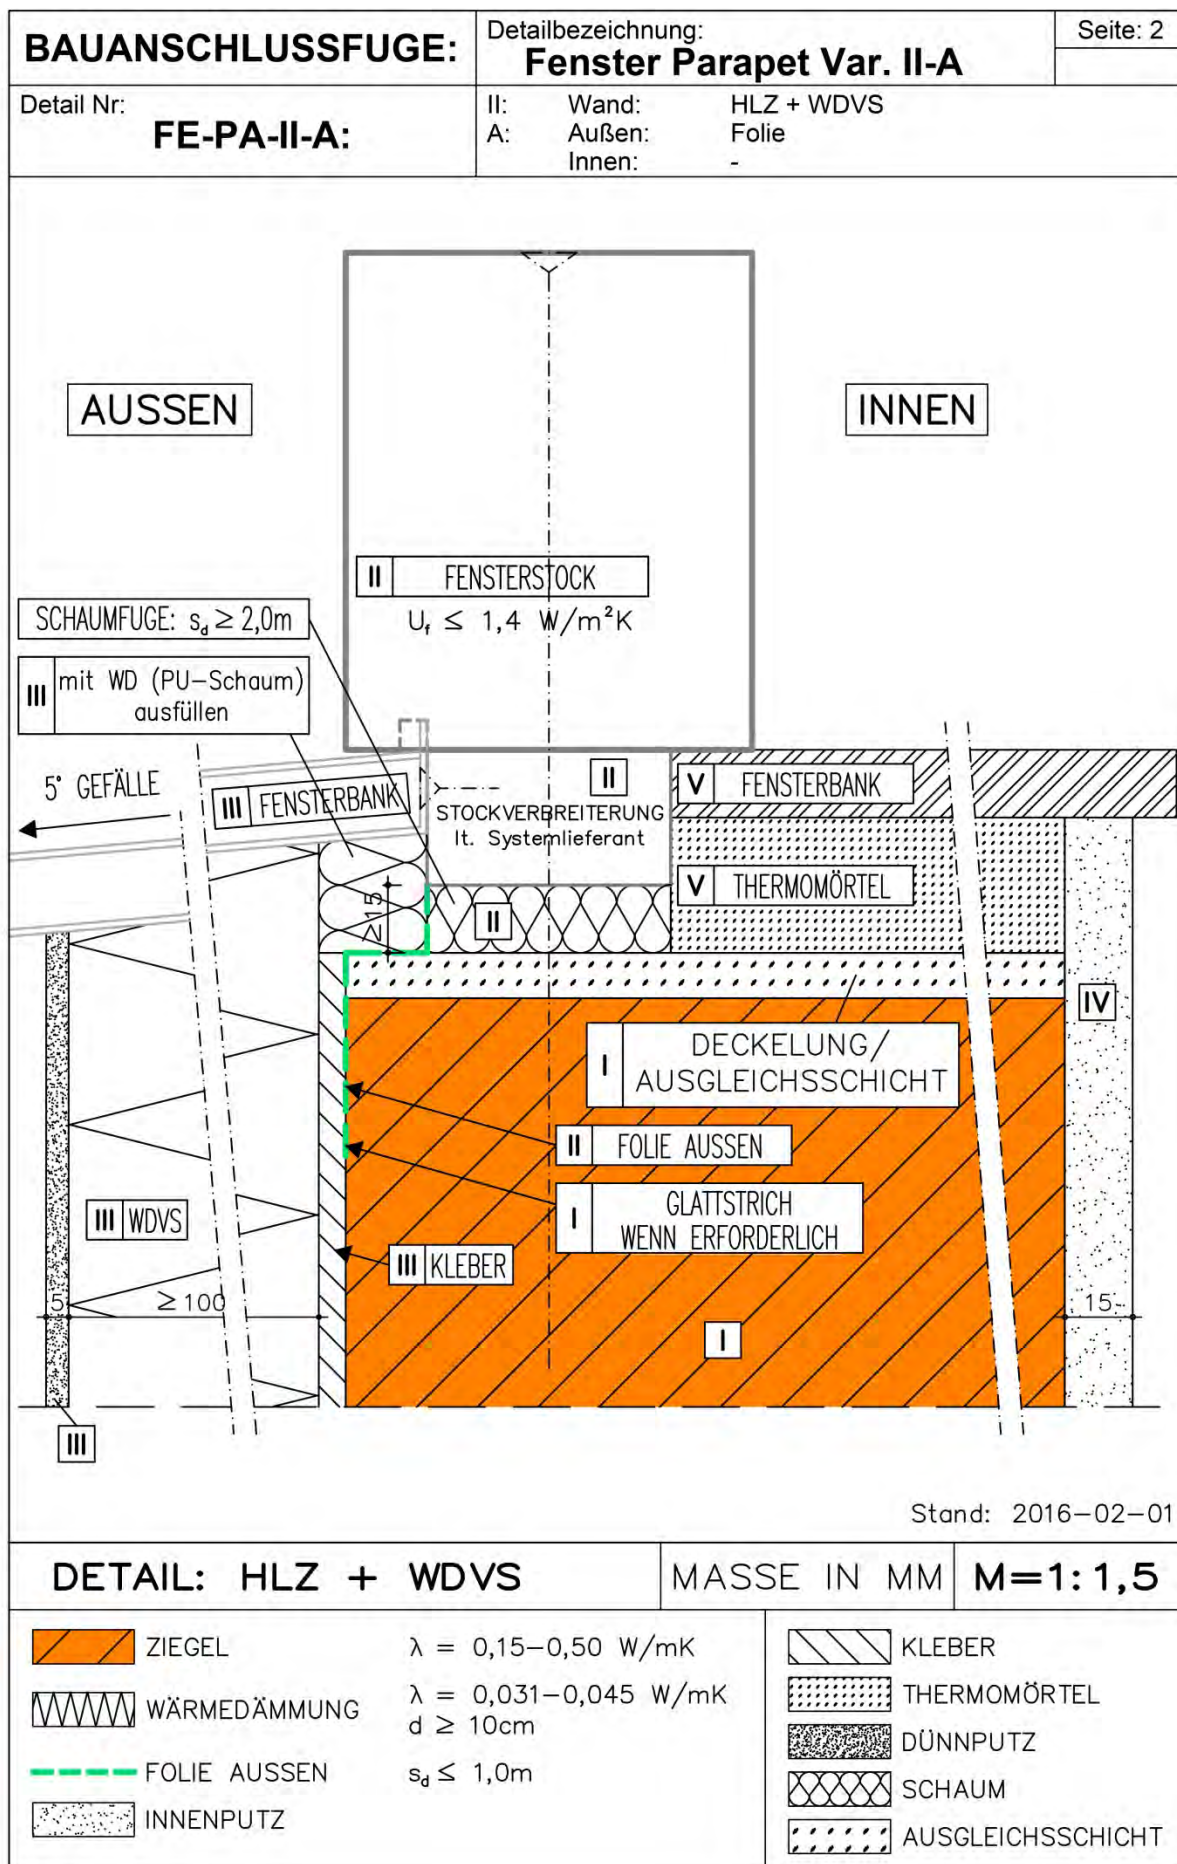 BAUANSCHLUSSFUGE:
Detailbezeichnung:
Fenster Parapet Var. II-A
Seite: 2
Detail Nr:
FE-PA-II-A:
II: Wand: HLZ + WDVS
A: Außen: Folie
Innen: -
AUSSEN
INNEN
II FENSTERSTOCK
U_f ≤ 1,4 W/m²K
SCHAUMFUGE: s_d ≥ 2,0m
III mit WD (PU-Schaum)
ausfüllen
5° GEFÄLLE
III FENSTERBANK
II
STOCKVERBREITERUNG
lt. Systemlieferant
V FENSTERBANK
V THERMOMÖRTEL
≥15
II
IV
I DECKELUNG/
AUSGLEICHSSCHICHT
II FOLIE AUSSEN
I GLATTSTRICH
WENN ERFORDERLICH
III WDVS
III KLEBER
5
≥100
15
I
III
Stand: 2016-02-01
DETAIL: HLZ + WDVS
MASSE IN MM
M=1:1,5
ZIEGEL λ = 0,15-0,50 W/mK
WÄRMEDÄMMUNG λ = 0,031-0,045 W/mK
d ≥ 10cm
FOLIE AUSSEN s_d ≤ 1,0m
INNENPUTZ
KLEBER
THERMOMÖRTEL
DÜNNPUTZ
SCHAUM
AUSGLEICHSSCHICHT